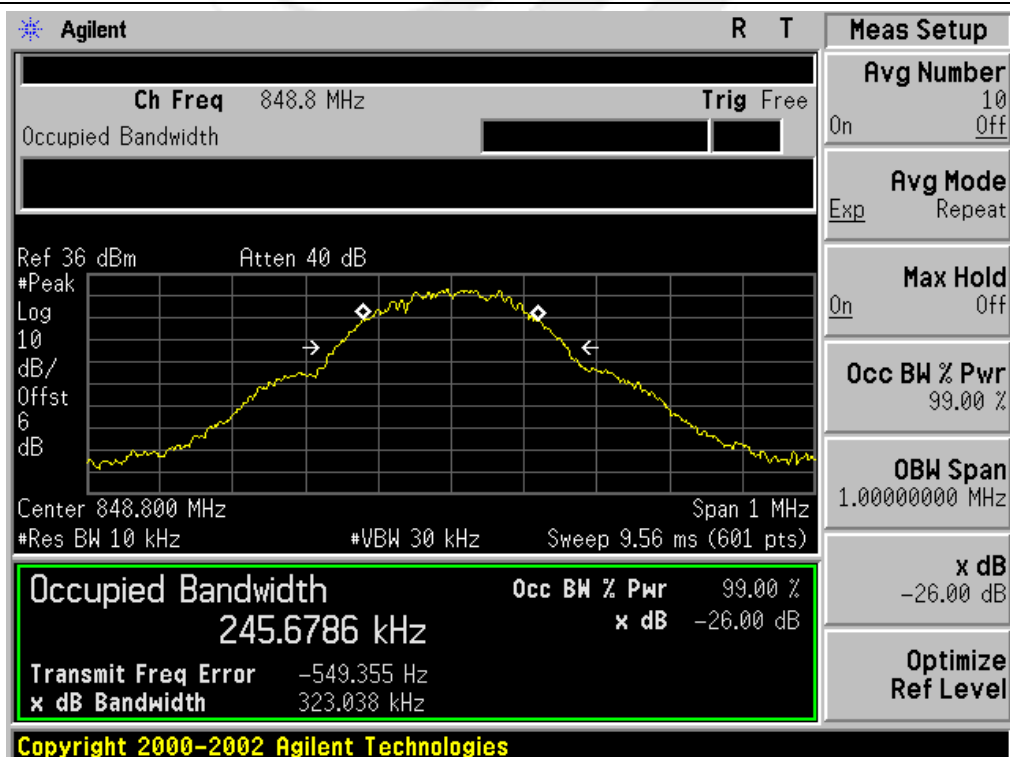 Agilent R T
Meas Setup
Ch Freq 848.8 MHz Trig Free
Occupied Bandwidth
Ref 36 dBm Atten 40 dB
#Peak
Log
10
dB/
Offst
6
dB
Center 848.800 MHz Span 1 MHz
#Res BW 10 kHz #VBW 30 kHz Sweep 9.56 ms (601 pts)
Occupied Bandwidth Occ BW % Pwr 99.00 %
245.6786 kHz x dB -26.00 dB
Transmit Freq Error -549.355 Hz
x dB Bandwidth 323.038 kHz
Copyright 2000-2002 Agilent Technologies
Avg Number
10
On Off
Avg Mode
Exp Repeat
Max Hold
On Off
Occ BW % Pwr
99.00 %
OBW Span
1.00000000 MHz
x dB
-26.00 dB
Optimize
Ref Level